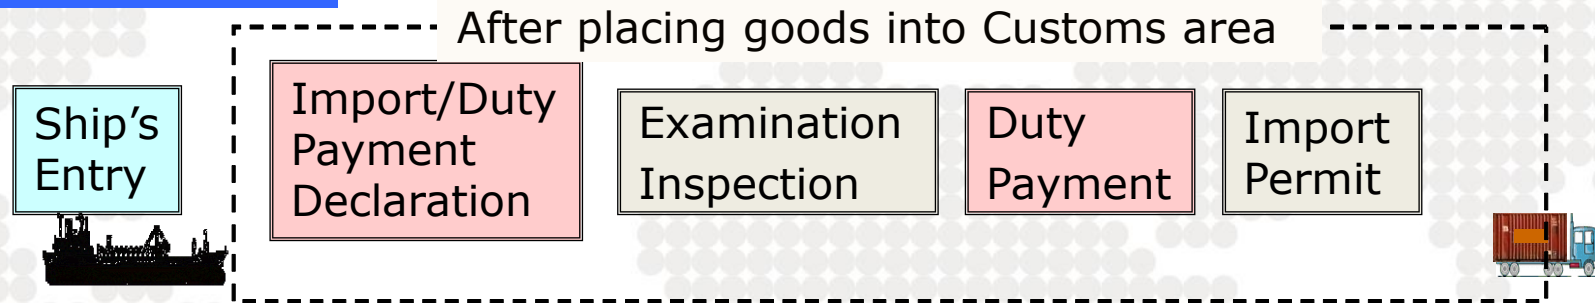 After placing goods into Customs area
Ship’s
Entry
Import/Duty
Payment
Declaration
Examination
Inspection
Duty
Payment
Import
Permit